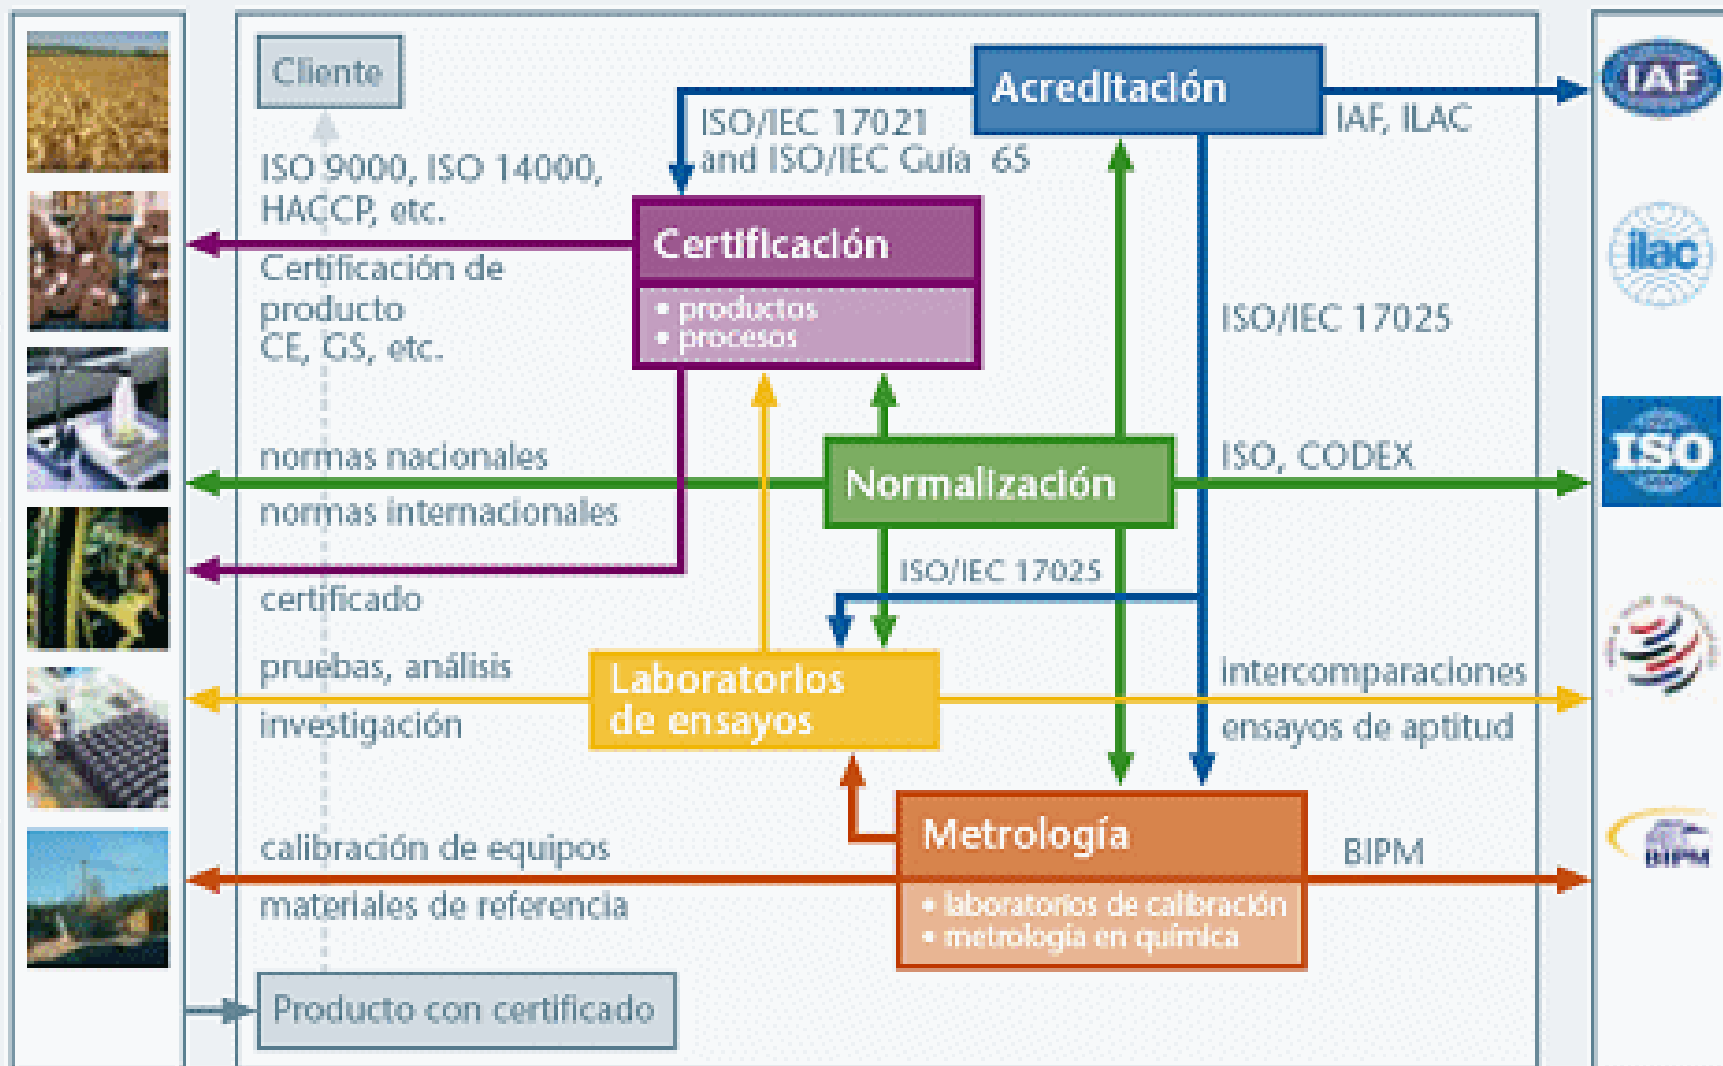 Cliente
ISO 9000, ISO 14000,
HACCP, etc.
Certificación de
producto
CE, GS, etc.
normas nacionales
normas internacionales
certificado
pruebas, análisis
investigación
calibración de equipos
materiales de referencia
Producto con certificado
Acreditación
ISO/IEC 17021
and ISO/IEC Guía 65
Certificación
• productos
• procesos
Normalización
ISO/IEC 17025
Laboratorios
de ensayos
Metrología
• laboratorios de calibración
• metrología en química
IAF, ILAC
ISO/IEC 17025
ISO, CODEX
intercomparaciones
ensayos de aptitud
BIPM
IAF
ilac
ISO
BIPM